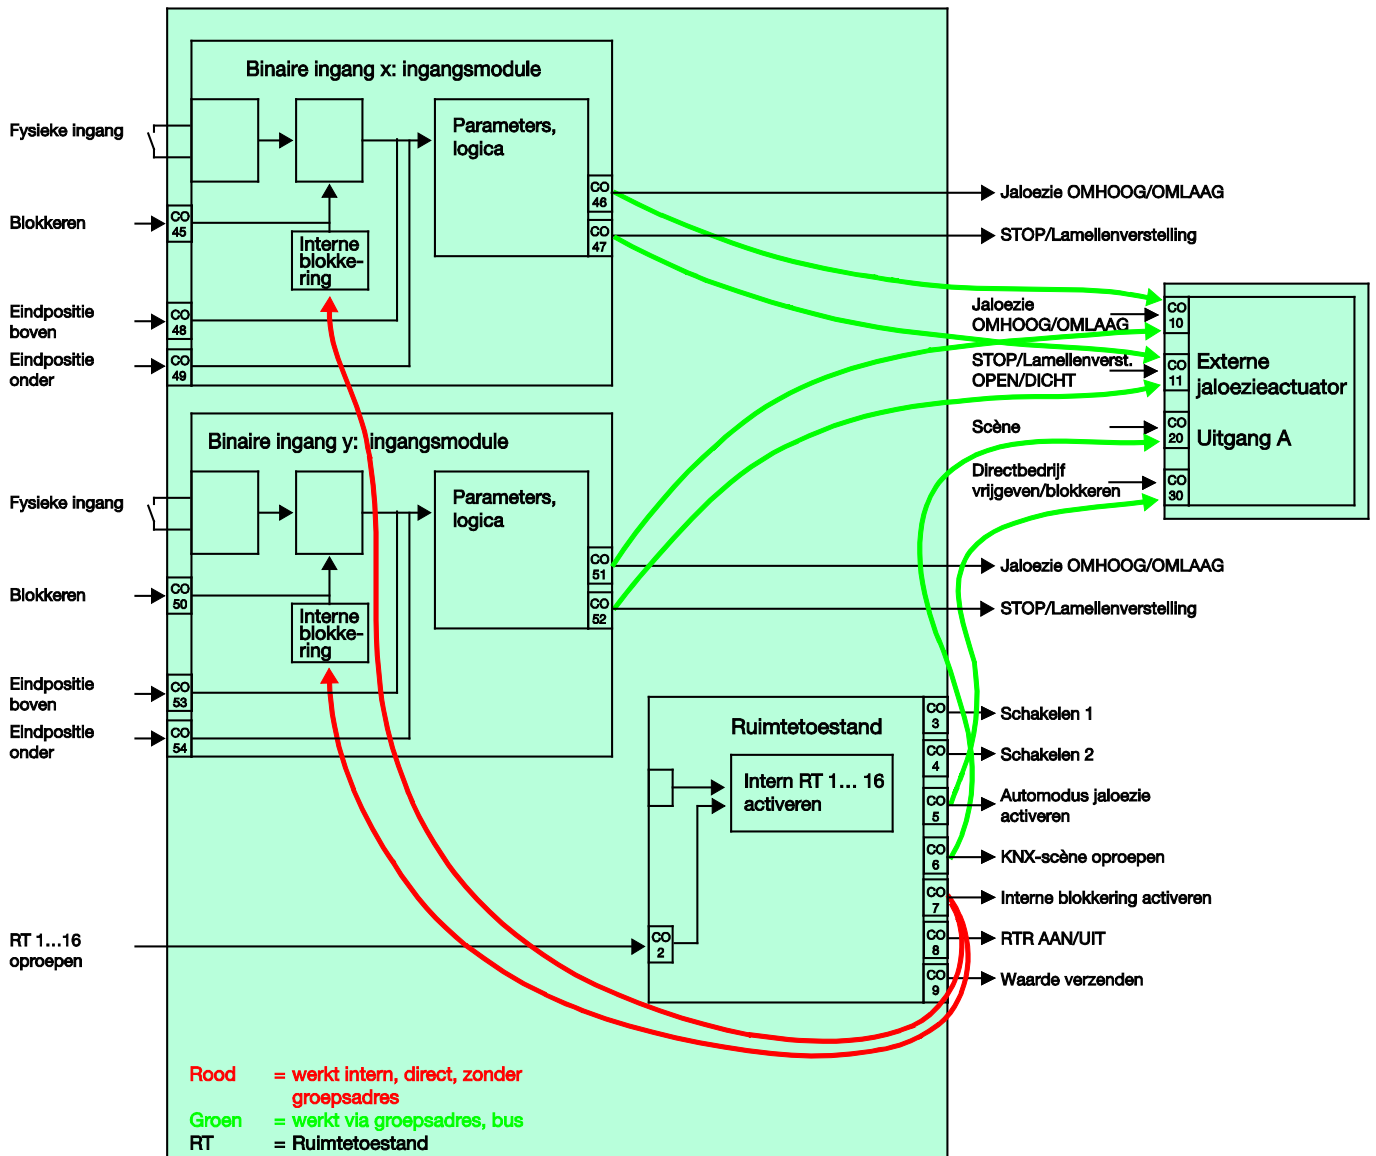 Binaire ingang x: ingangsmodule
Fysieke ingang
Parameters,
logica
CO
46
Jaloezie OMHOOG/OMLAAG
Blokkeren
CO
45
CO
47
STOP/Lamellenverstelling
Interne
blokke-
ring
Eindpositie
boven
CO
48
Eindpositie
onder
CO
49
Jaloezie
OMHOOG/OMLAAG
CO
10
STOP/Lamellenverst.
OPEN/DICHT
CO
11
Externe
jaloezieactuator
Scène
CO
20
Uitgang A
Directbedrijf
vrijgeven/blokkeren
CO
30
Binaire ingang y: ingangsmodule
Fysieke ingang
Parameters,
logica
CO
51
Jaloezie OMHOOG/OMLAAG
Blokkeren
CO
50
CO
52
STOP/Lamellenverstelling
Interne
blokke-
ring
Eindpositie
boven
CO
53
Eindpositie
onder
CO
54
Ruimtetoestand
Intern RT 1... 16
activeren
CO
3
Schakelen 1
CO
4
Schakelen 2
CO
5
Automodus jaloezie
activeren
CO
6
KNX-scène oproepen
CO
7
Interne blokkering activeren
CO
8
RTR AAN/UIT
CO
9
Waarde verzenden
RT 1...16
oproepen
CO
2
Rood = werkt intern, direct, zonder
groepsadres
Groen = werkt via groepsadres, bus
RT = Ruimtetoestand